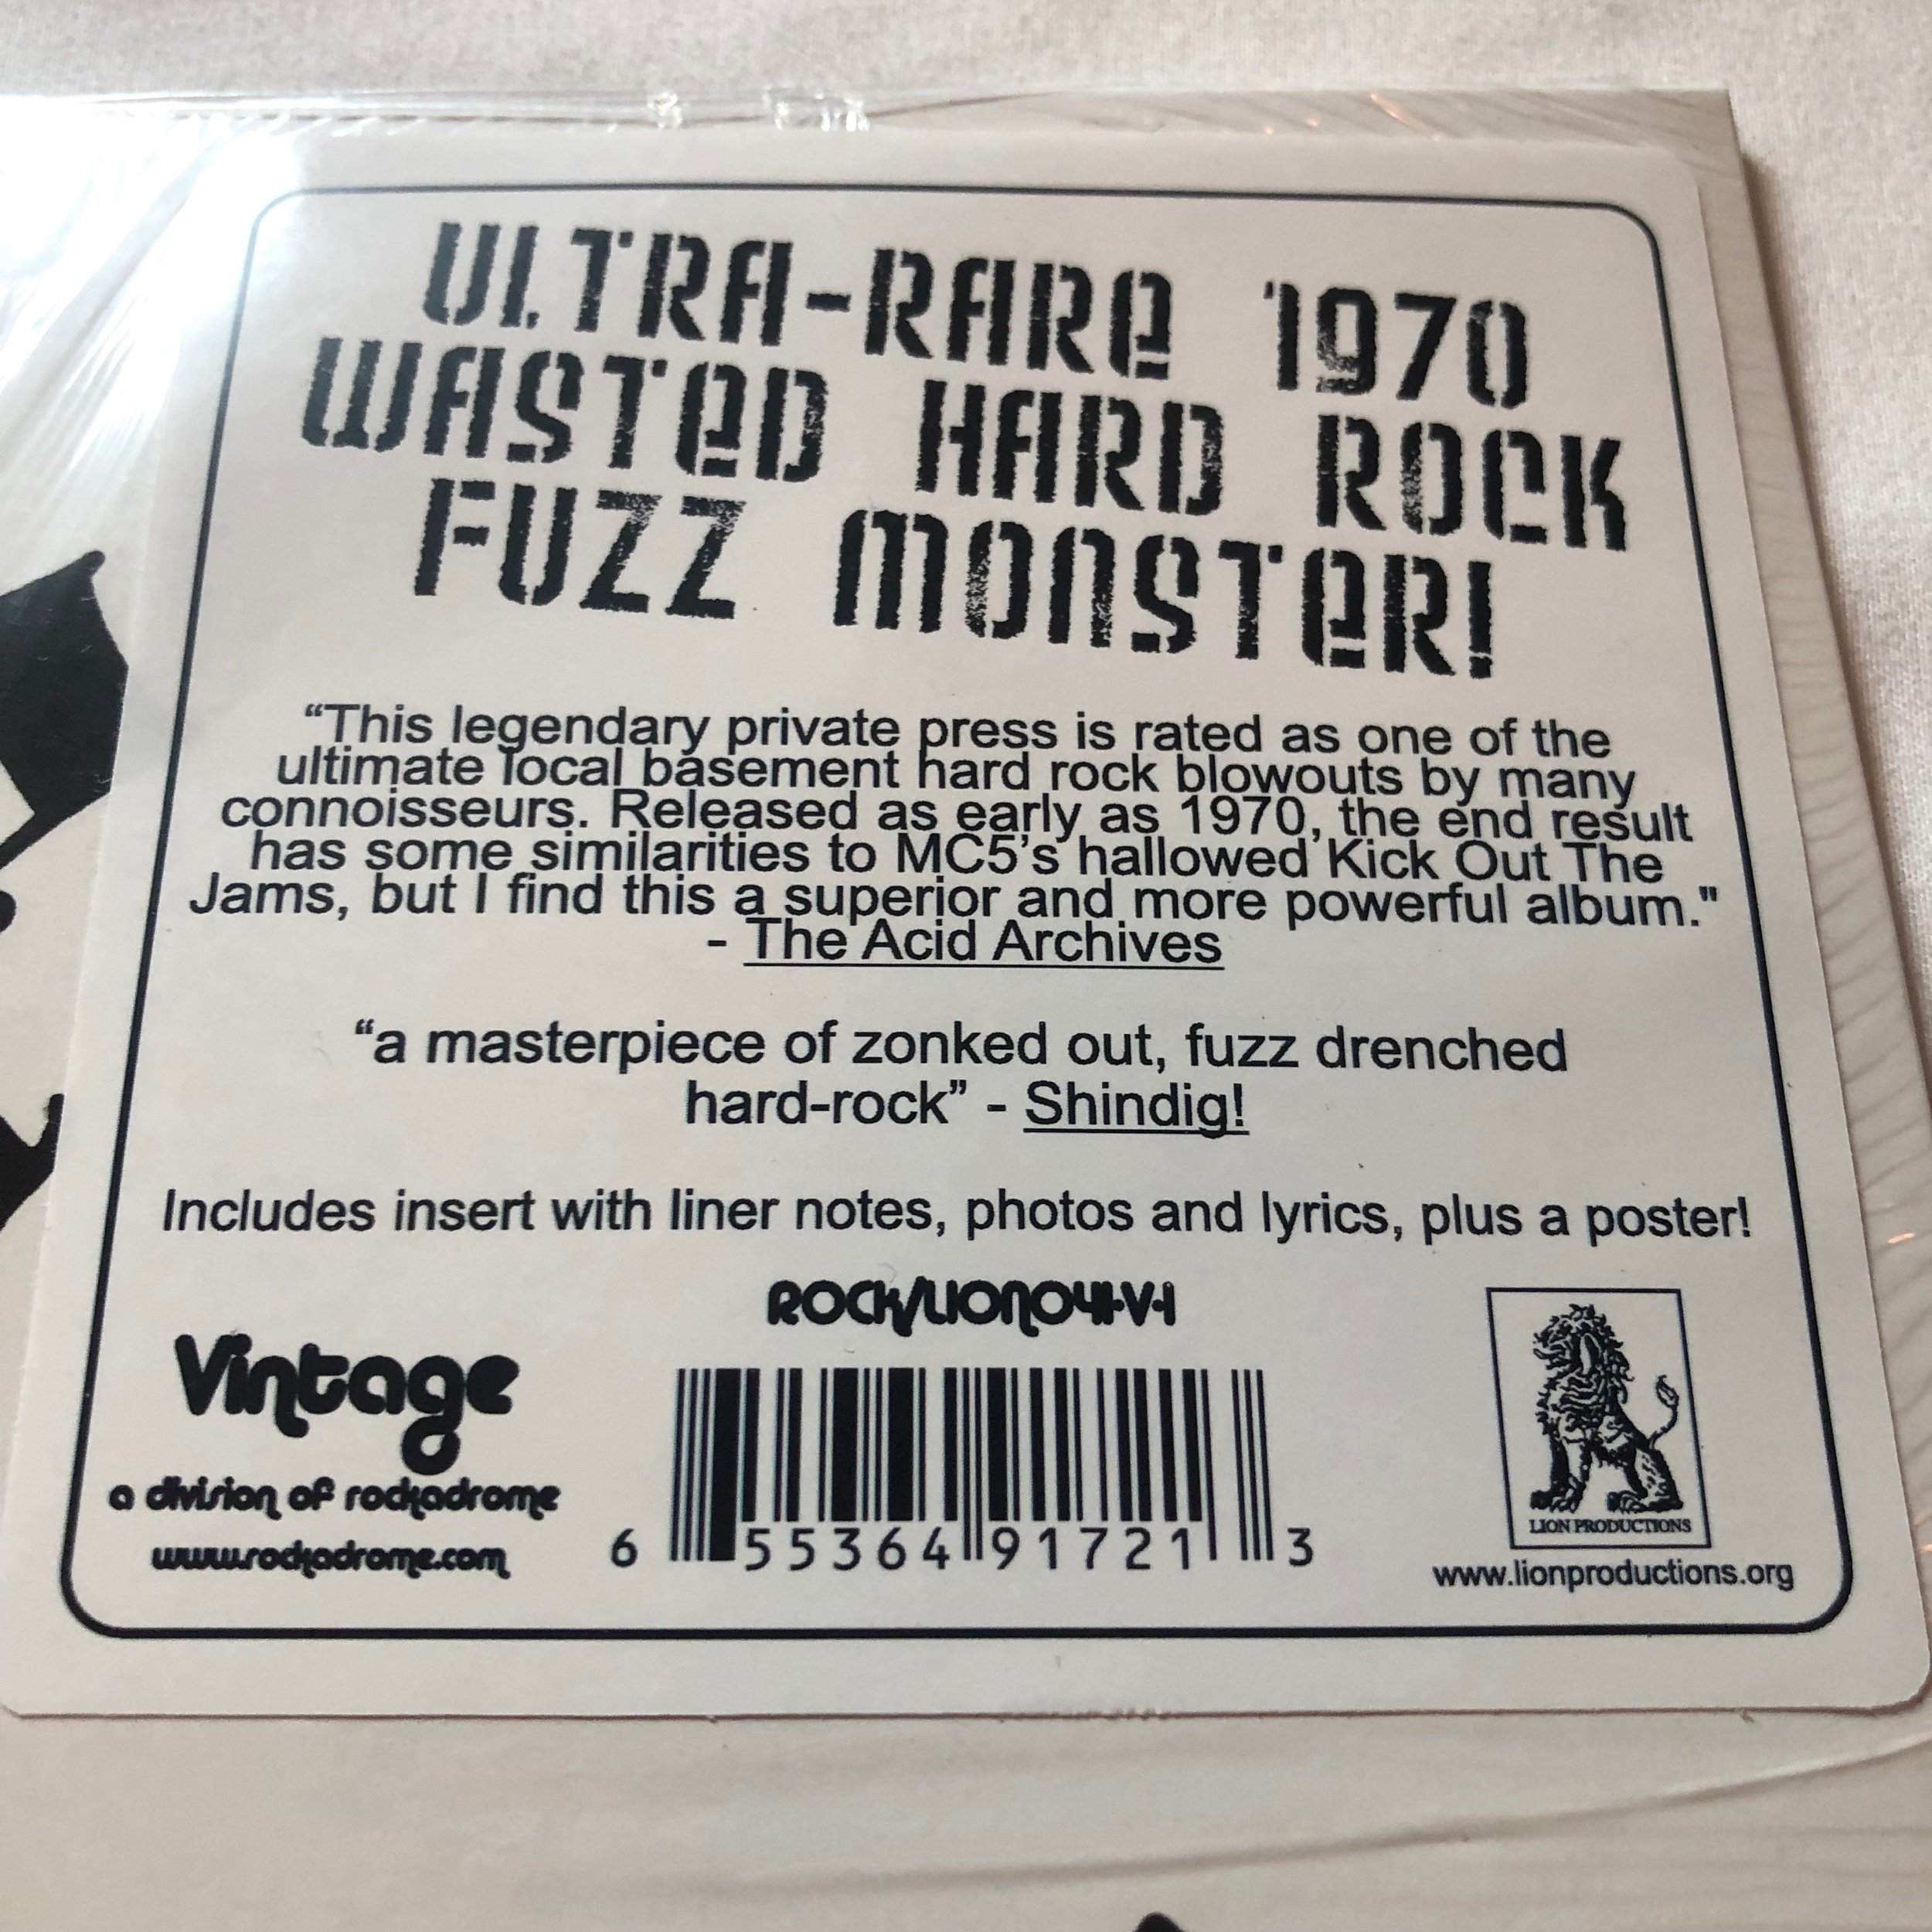 ULTRA-RARE 1970
WASTED HARD ROCK
FUZZ MONSTER!
“This legendary private press is rated as one of the
ultimate local basement hard rock blowouts by many
connoisseurs. Released as early as 1970, the end result
has some similarities to MC5’s hallowed Kick Out The
Jams, but I find this a superior and more powerful album."
- The Acid Archives
“a masterpiece of zonked out, fuzz drenched
hard-rock” - Shindig!
Includes insert with liner notes, photos and lyrics, plus a poster!
ROCK/LION041-V-1
Vintage
a division of rockadrome
www.rockadrome.com
6 55364 91721 3
LION PRODUCTIONS
www.lionproductions.org